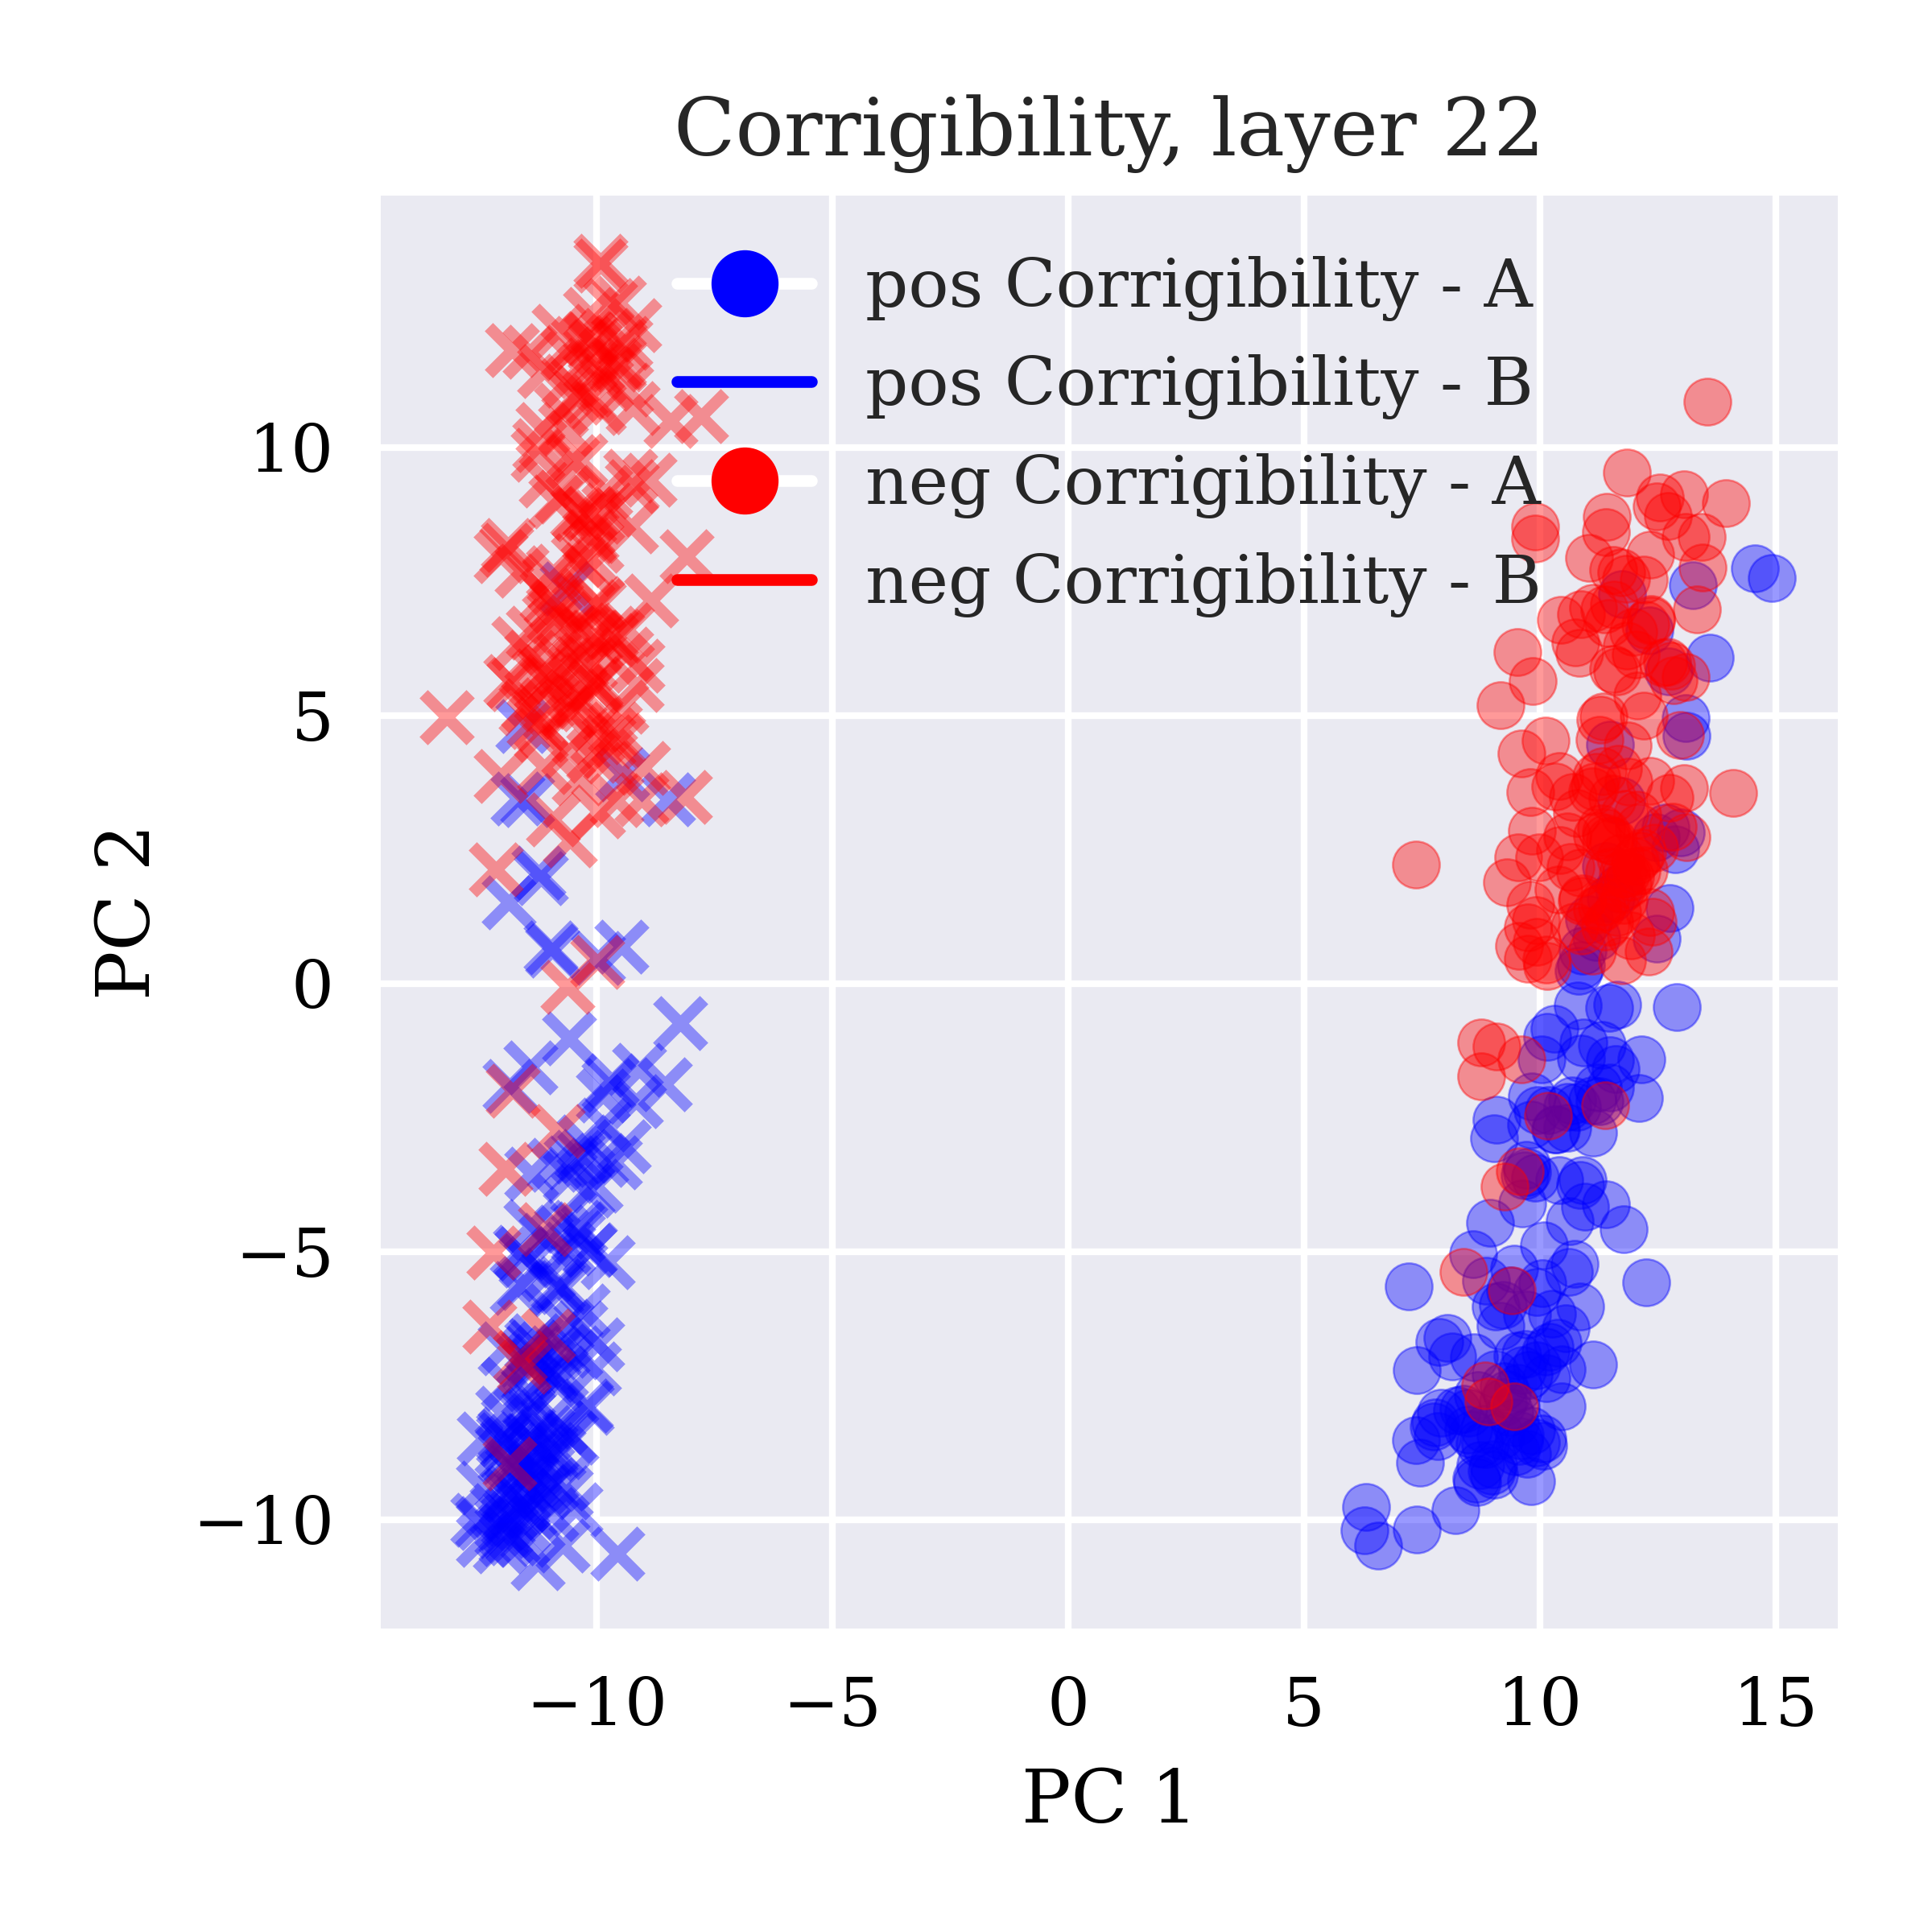 Corrigibility, layer 22
pos Corrigibility - A
pos Corrigibility - B
neg Corrigibility - A
neg Corrigibility - B
10
5
0
−5
−10
PC 2
−10 −5 0 5 10 15
PC 1